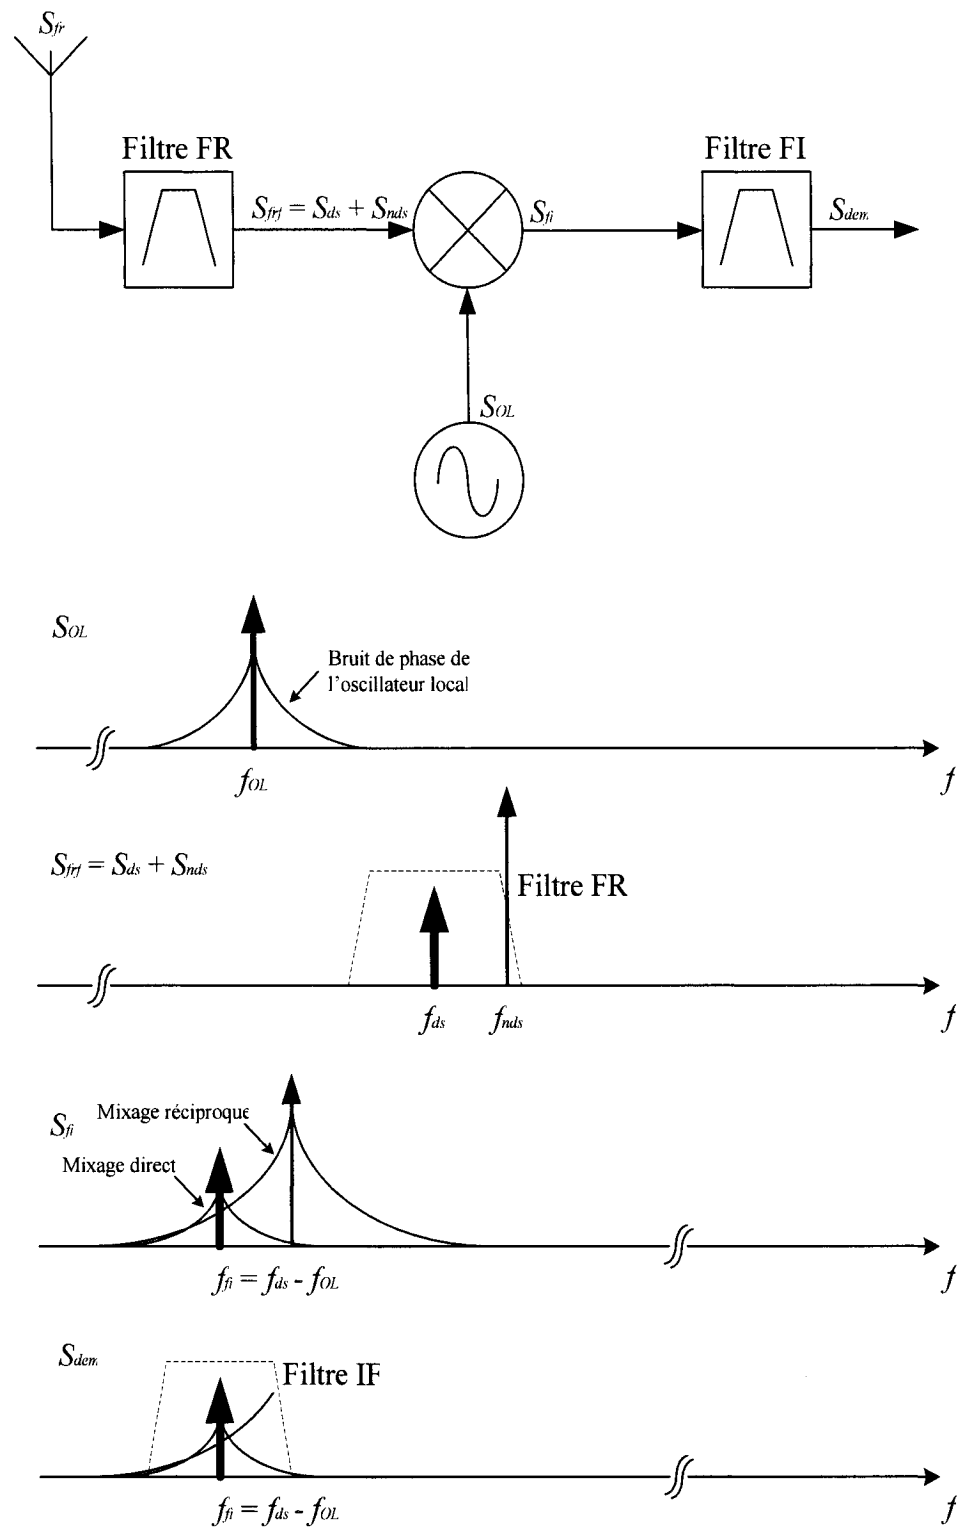 Sfr
Filtre FR
Filtre FI
Sfrf = Sds + Snds
Sfi
Sdem
SOL
SOL
Bruit de phase de
l'oscillateur local
fOL
f
Sfrf = Sds + Snds
Filtre FR
fds
fnds
f
Mixage réciproque
Sfi
Mixage direct
ffi = fds - fOL
f
Sdem
Filtre IF
ffi = fds - fOL
f